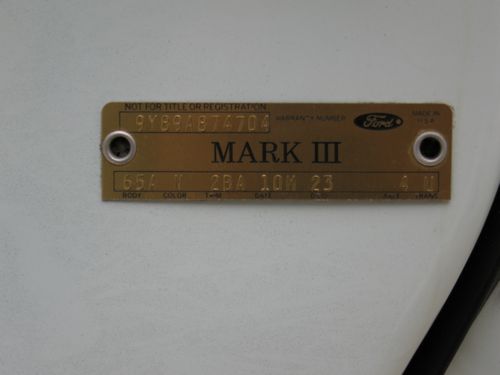 NOT FOR TITLE OR REGISTRATION
9Y89A874704 WARRANTY NUMBER Ford MADE IN U.S.A.
MARK III
65A 2BA 10M 23 4 U
BODY COLOR TRIM DATE DSO AXLE TRANS